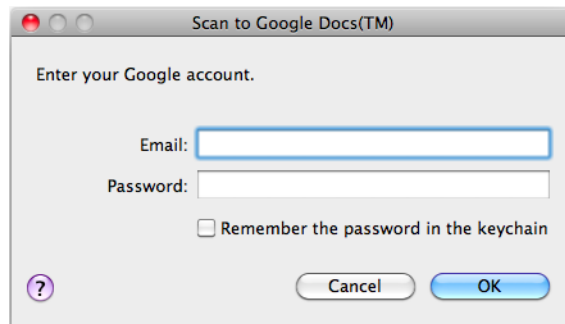 Scan to Google Docs(TM)
Enter your Google account.
Email:
Password:
Remember the password in the keychain
?
Cancel
OK